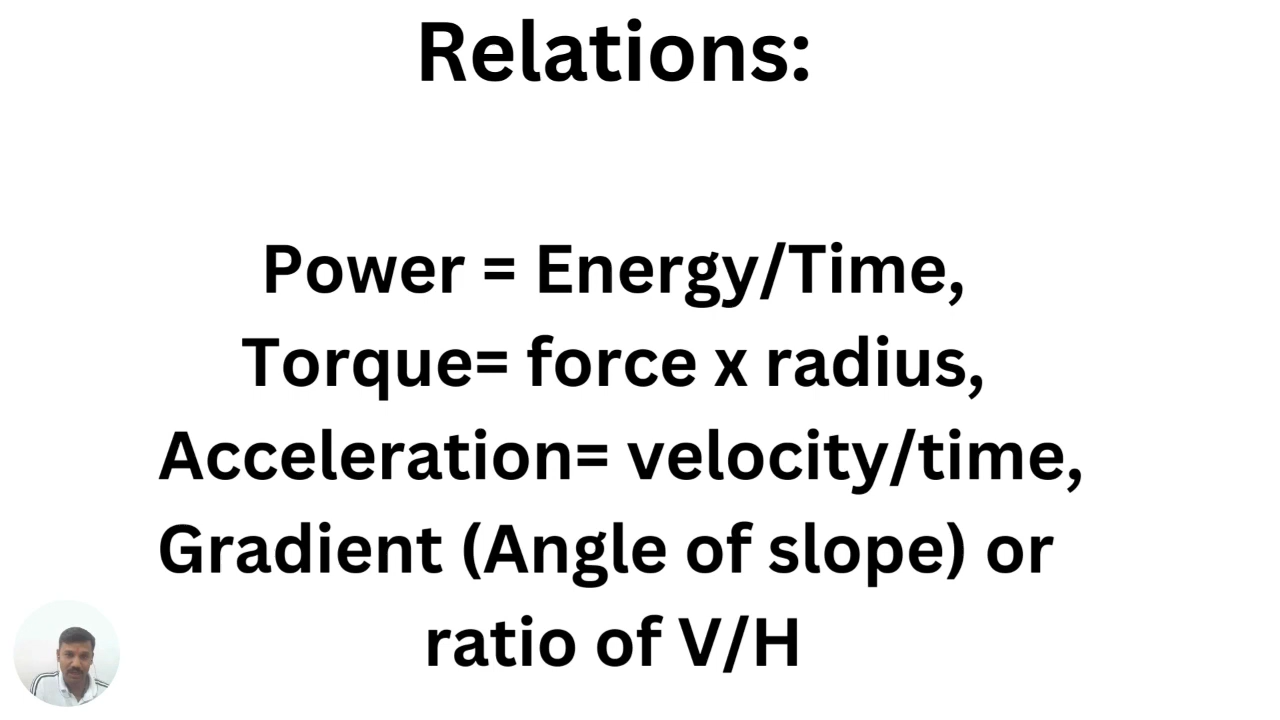 Relations:
Power = Energy/Time,
Torque= force x radius,
Acceleration= velocity/time,
Gradient (Angle of slope) or
ratio of V/H